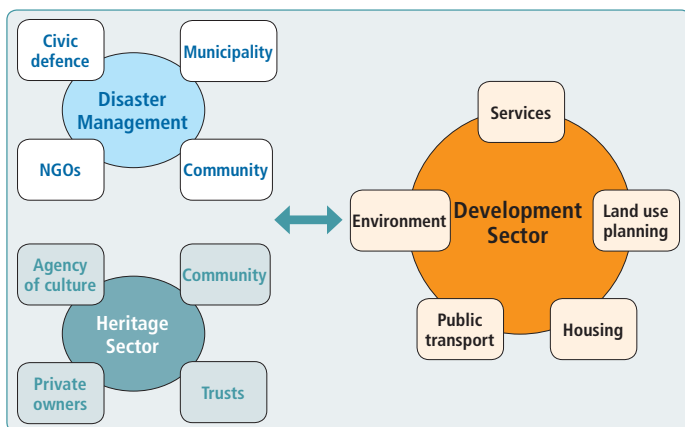 Civic
defence
Municipality
Disaster
Management
NGOs
Community
Agency
of culture
Community
Heritage
Sector
Private
owners
Trusts
Services
Environment
Development
Sector
Land use
planning
Public
transport
Housing